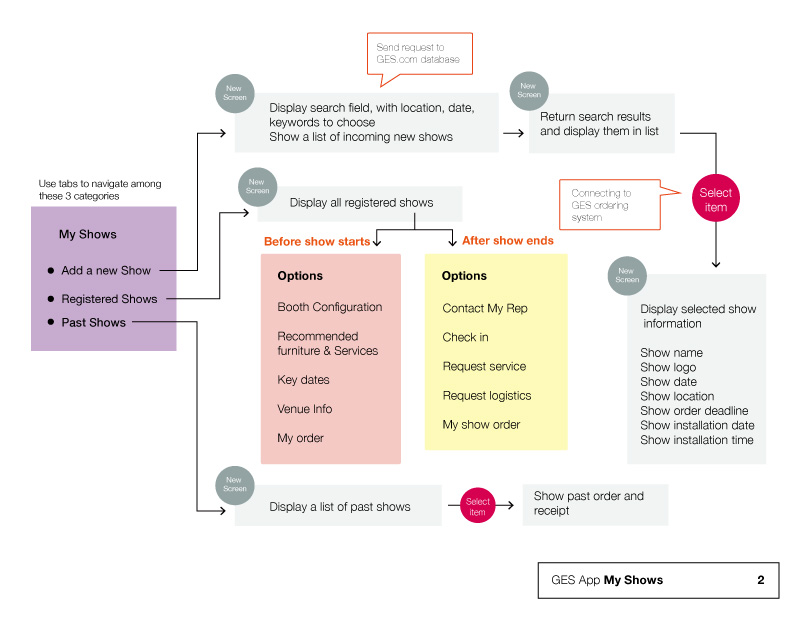 Send request to
GES.com database
New
Screen
Display search field, with location, date,
keywords to choose
Show a list of incoming new shows
New
Screen
Return search results
and display them in list
Use tabs to navigate among
these 3 categories
My Shows
Add a new Show
Registered Shows
Past Shows
New
Screen
Display all registered shows
Connecting to
GES ordering
system
Select
item
Before show starts
Options
Booth Configuration
Recommended
furniture & Services
Key dates
Venue Info
My order
After show ends
Options
Contact My Rep
Check in
Request service
Request logistics
My show order
New
Screen
Display selected show
information
Show name
Show logo
Show date
Show location
Show order deadline
Show installation date
Show installation time
New
Screen
Display a list of past shows
Select
item
Show past order and
receipt
GES App My Shows 2